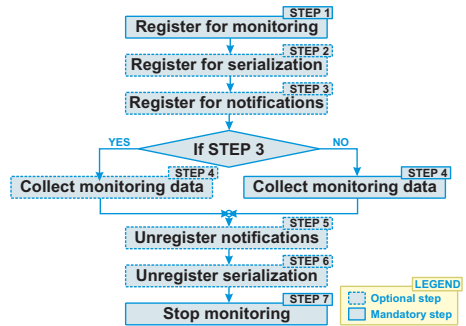 STEP 1
Register for monitoring
STEP 2
Register for serialization
STEP 3
Register for notifications
YES
If STEP 3
NO
STEP 4
Collect monitoring data
STEP 4
Collect monitoring data
STEP 5
Unregister notifications
STEP 6
Unregister serialization
STEP 7
Stop monitoring
LEGEND
Optional step
Mandatory step